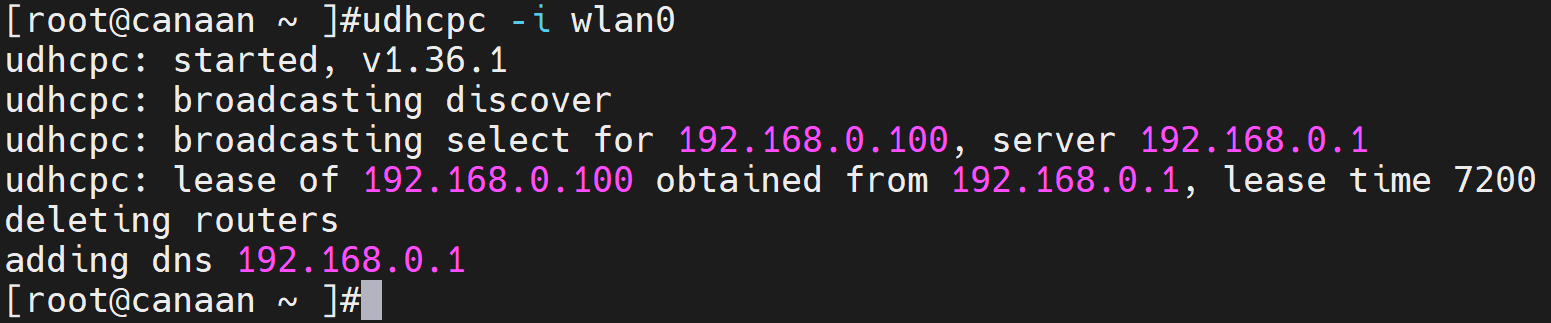 [root@canaan ~ ]#udhcpc -i wlan0
udhcpc: started, v1.36.1
udhcpc: broadcasting discover
udhcpc: broadcasting select for 192.168.0.100, server 192.168.0.1
udhcpc: lease of 192.168.0.100 obtained from 192.168.0.1, lease time 7200
deleting routers
adding dns 192.168.0.1
[root@canaan ~ ]#